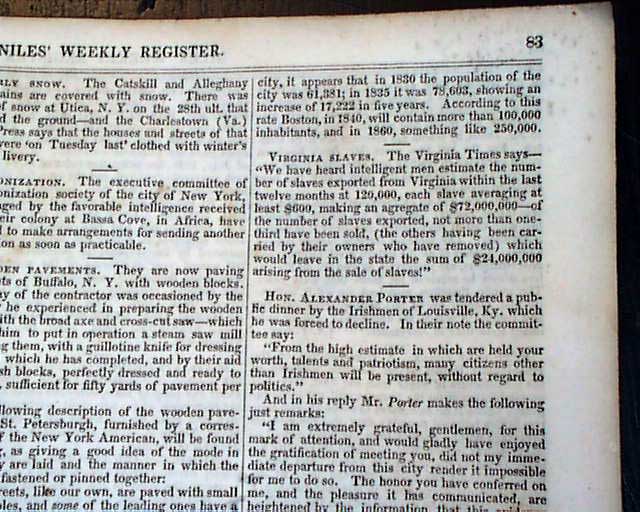 NILES' WEEKLY REGISTER.
83
RLY SNOW. The Catskill and Alleghany
ains are covered with snow. There was
f snow at Utica, N. Y. on the 28th ult. that
d the ground—and the Charlestown (Va.)
Press says that the houses and streets of that
were 'on Tuesday last' clothed with winter's
livery.
ONIZATION. The executive committee of
onization society of the city of New York,
aged by the favorable intelligence received
eir colony at Bassa Cove, in Africa, have
d to make arrangements for sending another
ion as soon as practicable.
DEN PAVEMENTS. They are now paving
ts of Buffalo, N. Y. with wooden blocks.
ay of the contractor was occasioned by the
he experienced in preparing the wooden
ith the broad axe and cross-cut saw—which
him to put in operation a steam saw mill
g them, with a guillotine knife for dressing
which he has completed, and by their aid
sh blocks, perfectly dressed and ready to
, sufficient for fifty yards of pavement per
llowing description of the wooden pave-
St. Petersburgh, furnished by a corres-
f the New York American, will be found
g, as giving a good idea of the mode in
y are laid and the manner in which the
fastened or pinned together:
reets, like our own, are paved with small
les, and some of the leading ones have a
city, it appears that in 1830 the population of the
city was 61,381; in 1835 it was 78,603, showing an
increase of 17,222 in five years. According to this
rate Boston, in 1840, will contain more than 100,000
inhabitants, and in 1860, something like 250,000.
VIRGINIA SLAVES. The Virginia Times says—
"We have heard intelligent men estimate the num-
ber of slaves exported from Virginia within the last
twelve months at 120,000, each slave averaging at
least $600, making an agregate of $72,000,000—of
the number of slaves exported, not more than one-
third have been sold, (the others having been car-
ried by their owners who have removed) which
would leave in the state the sum of $24,000,000
arising from the sale of slaves!"
HON. ALEXANDER PORTER was tendered a pub-
lic dinner by the Irishmen of Louisville, Ky. which
he was forced to decline. In their note the commit-
tee say:
"From the high estimate in which are held your
worth, talents and patriotism, many citizens other
than Irishmen will be present, without regard to
politics."
And in his reply Mr. Porter makes the following
just remarks:
"I am extremely grateful, gentlemen, for this
mark of attention, and would gladly have enjoyed
the gratification of meeting you, did not my imme-
diate departure from this city render it impossible
for me to do so. The honor you have conferred on
me, and the pleasure it has communicated, are
heightened by the information that this